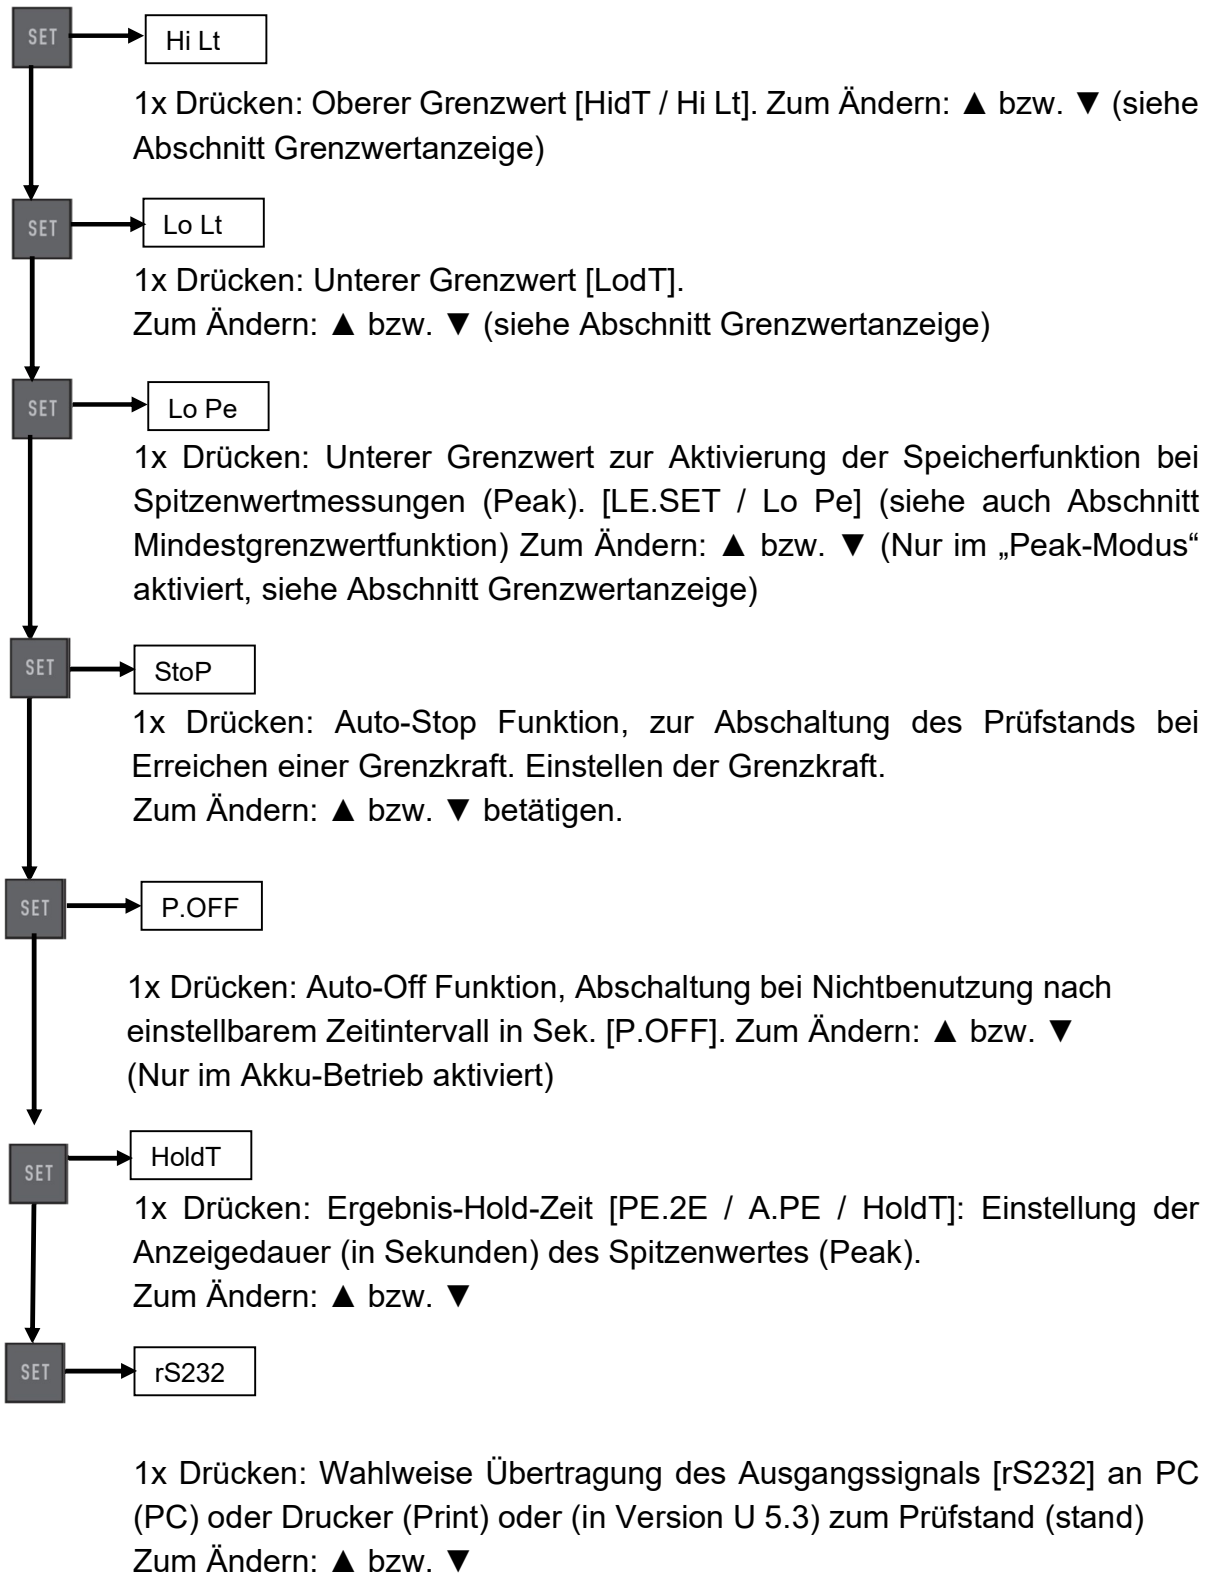 SET
Hi Lt
1x Drücken: Oberer Grenzwert [HidT / Hi Lt]. Zum Ändern: ▲ bzw. ▼ (siehe
Abschnitt Grenzwertanzeige)
SET
Lo Lt
1x Drücken: Unterer Grenzwert [LodT].
Zum Ändern: ▲ bzw. ▼ (siehe Abschnitt Grenzwertanzeige)
SET
Lo Pe
1x Drücken: Unterer Grenzwert zur Aktivierung der Speicherfunktion bei
Spitzenwertmessungen (Peak). [LE.SET / Lo Pe] (siehe auch Abschnitt
Mindestgrenzwertfunktion) Zum Ändern: ▲ bzw. ▼ (Nur im „Peak-Modus“
aktiviert, siehe Abschnitt Grenzwertanzeige)
SET
StoP
1x Drücken: Auto-Stop Funktion, zur Abschaltung des Prüfstands bei
Erreichen einer Grenzkraft. Einstellen der Grenzkraft.
Zum Ändern: ▲ bzw. ▼ betätigen.
SET
P.OFF
1x Drücken: Auto-Off Funktion, Abschaltung bei Nichtbenutzung nach
einstellbarem Zeitintervall in Sek. [P.OFF]. Zum Ändern: ▲ bzw. ▼
(Nur im Akku-Betrieb aktiviert)
SET
HoldT
1x Drücken: Ergebnis-Hold-Zeit [PE.2E / A.PE / HoldT]: Einstellung der
Anzeigedauer (in Sekunden) des Spitzenwertes (Peak).
Zum Ändern: ▲ bzw. ▼
SET
rS232
1x Drücken: Wahlweise Übertragung des Ausgangssignals [rS232] an PC
(PC) oder Drucker (Print) oder (in Version U 5.3) zum Prüfstand (stand)
Zum Ändern: ▲ bzw. ▼